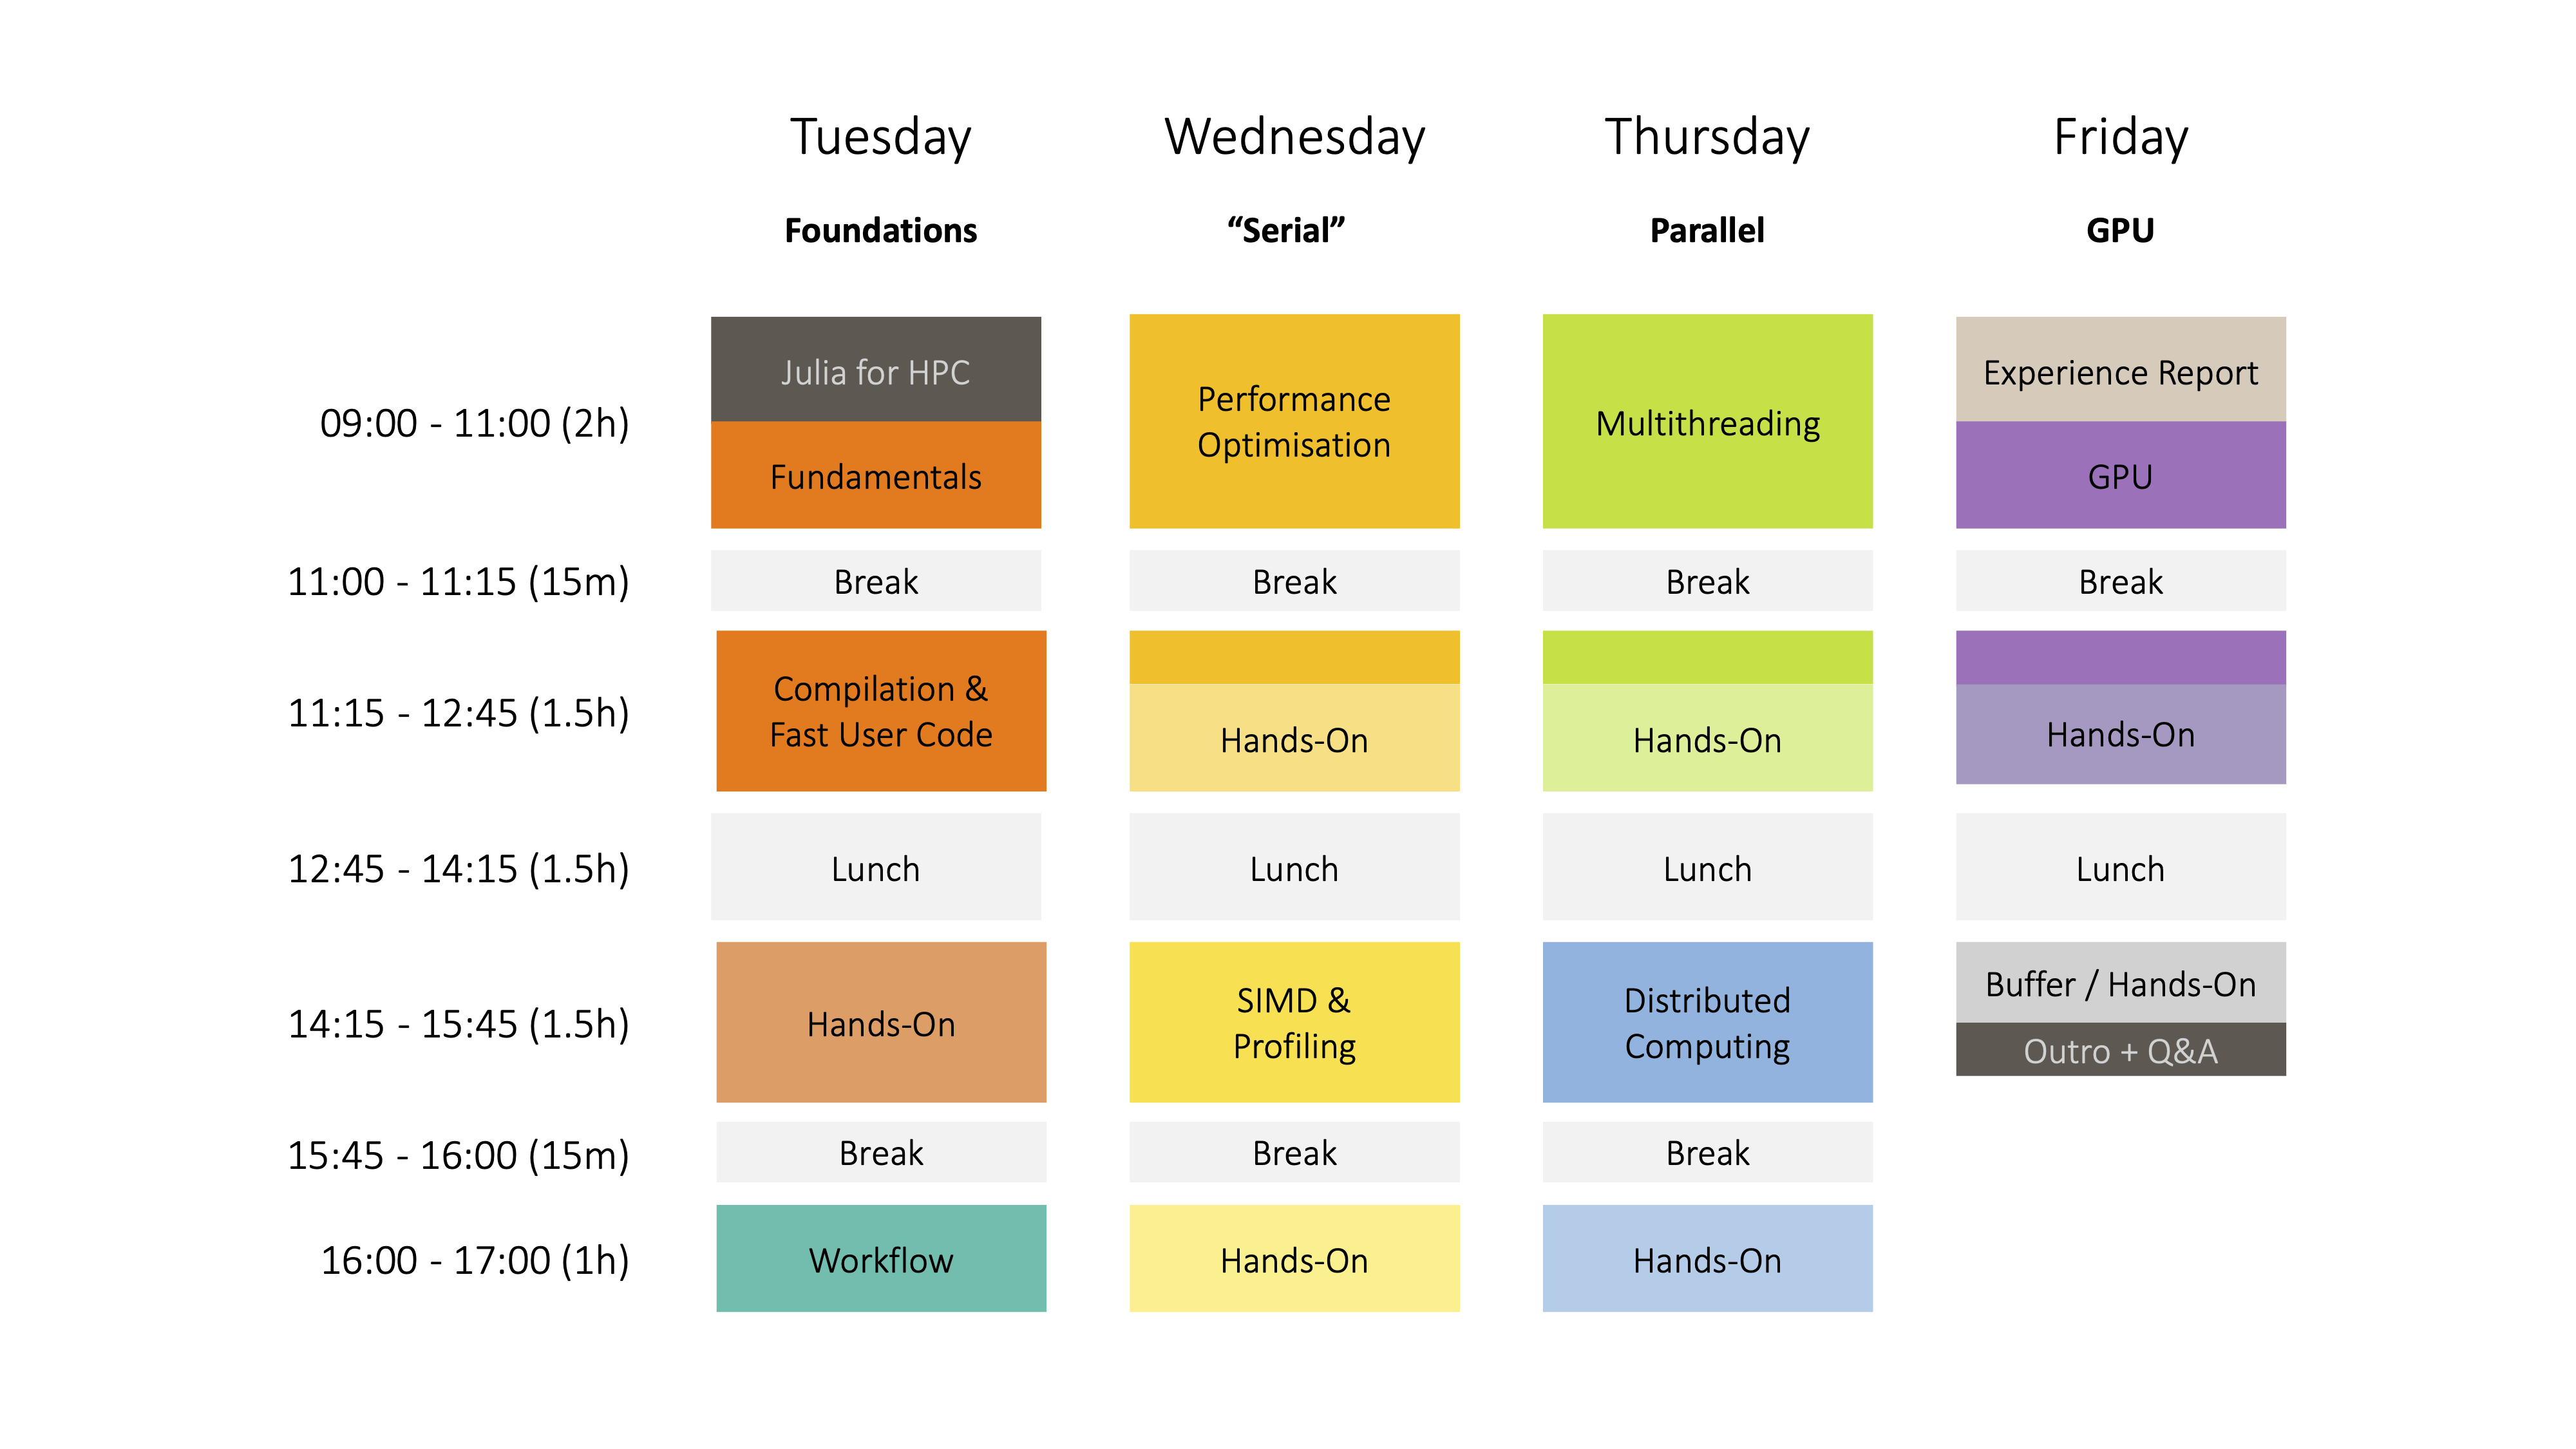 Tuesday Wednesday Thursday Friday
Foundations “Serial” Parallel GPU
09:00 - 11:00 (2h)
Julia for HPC
Fundamentals
Performance
Optimisation
Multithreading
Experience Report
GPU
11:00 - 11:15 (15m) Break Break Break Break
11:15 - 12:45 (1.5h)
Compilation &
Fast User Code
Hands-On
Hands-On
Hands-On
12:45 - 14:15 (1.5h) Lunch Lunch Lunch Lunch
14:15 - 15:45 (1.5h)
Hands-On
SIMD &
Profiling
Distributed
Computing
Buffer / Hands-On
Outro + Q&A
15:45 - 16:00 (15m) Break Break Break
16:00 - 17:00 (1h) Workflow Hands-On Hands-On